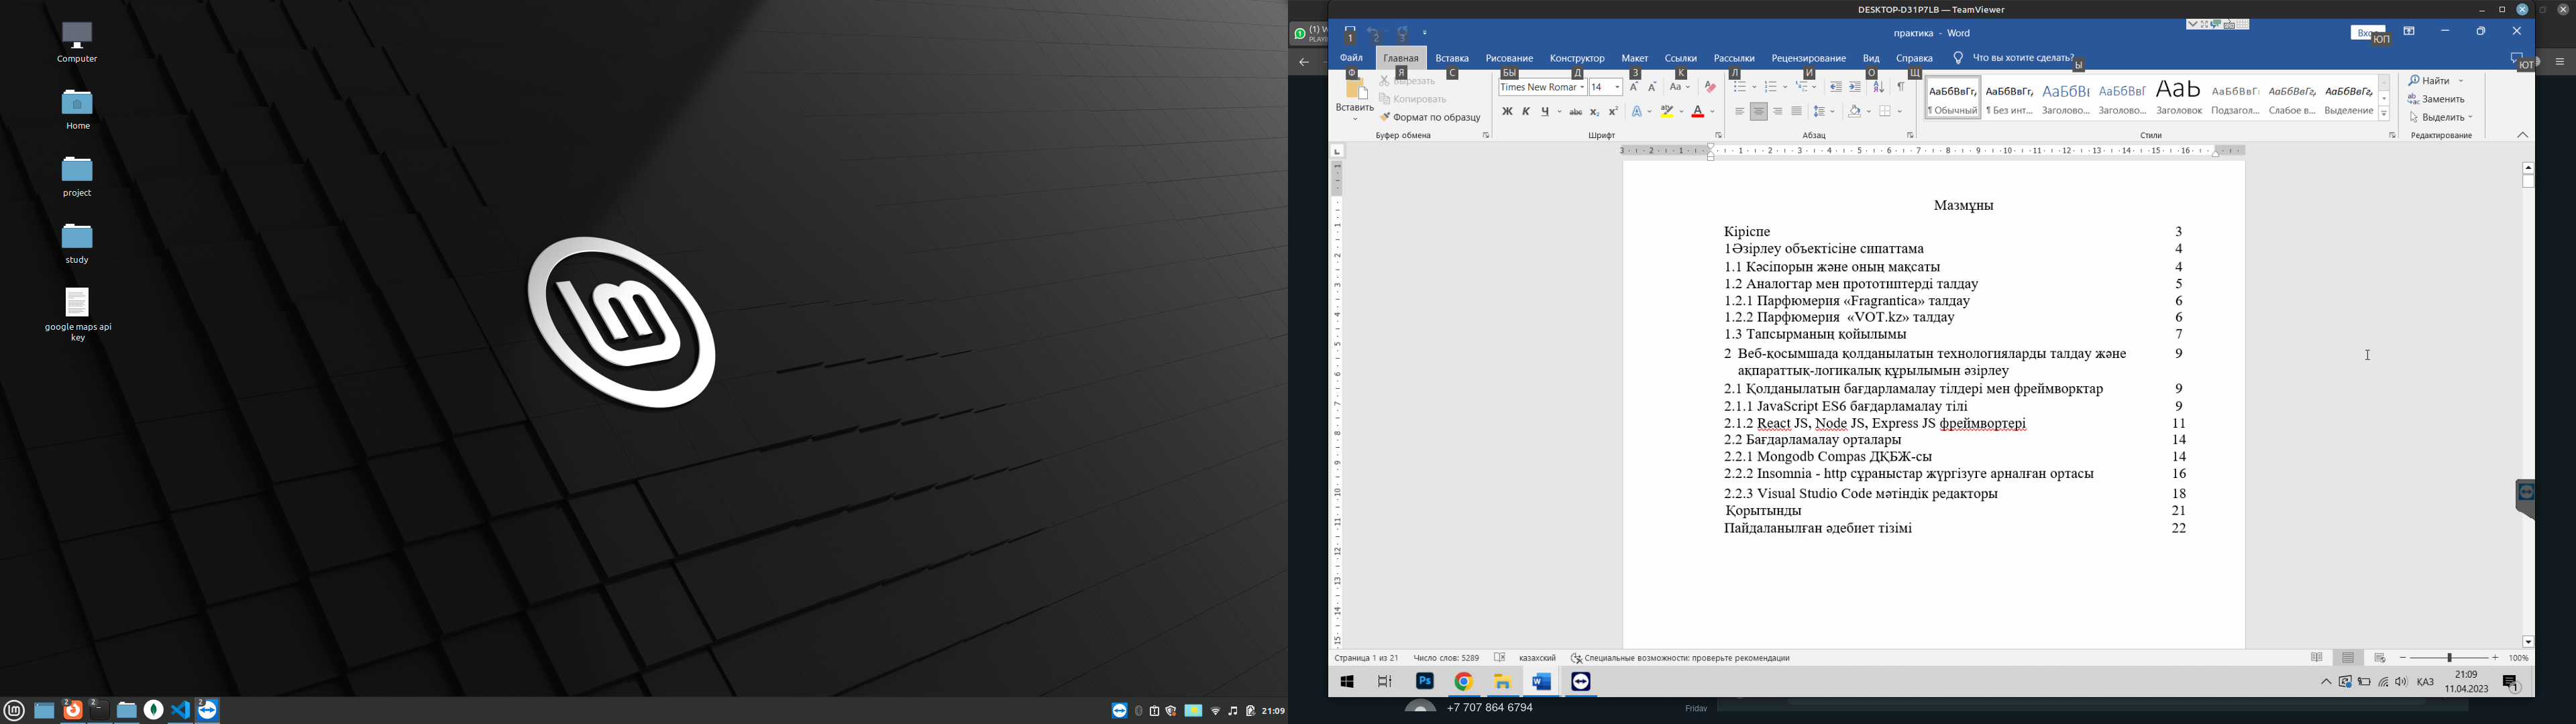 Computer
Home
project
study
google maps api
key
21:09
DESKTOP-D31P7LB — TeamViewer
практика - Word
Файл Главная Вставка Рисование Конструктор Макет Ссылки Рассылки Рецензирование Вид Справка Что вы хотите сделать?
Вставить
Вырезать
Копировать
Формат по образцу
Буфер обмена
Times New Romar 14
Шрифт
Абзац
АаБбВвГг, АаБбВвГг, АаБбВı АаБбВвГ АаЬ АаБбВвГı АаБбВвГг, АаБбВвГг,
¶ Обычный ¶ Без инт... Заголово... Заголово... Заголовок Подзагол... Слабое в... Выделение
Стили
Найти
Заменить
Выделить
Редактирование
Мазмұны
Кіріспе 3
1Әзірлеу объектісіне сипаттама 4
1.1 Кәсіпорын және оның мақсаты 4
1.2 Аналогтар мен прототиптерді талдау 5
1.2.1 Парфюмерия «Fragrantica» талдау 6
1.2.2 Парфюмерия «VOT.kz» талдау 6
1.3 Тапсырманың қойылымы 7
2 Веб-қосымшада қолданылатын технологияларды талдау және 9
ақпараттық-логикалық құрылымын әзірлеу
2.1 Қолданылатын бағдарламалау тілдері мен фреймворктар 9
2.1.1 JavaScript ES6 бағдарламалау тілі 9
2.1.2 React JS, Node JS, Express JS фреймвортері 11
2.2 Бағдарламалау орталары 14
2.2.1 Mongodb Compas ДҚБЖ-сы 14
2.2.2 Insomnia - http сұраныстар жүргізуге арналған ортасы 16
2.2.3 Visual Studio Code мәтіндік редакторы 18
Қорытынды 21
Пайдаланылған әдебиет тізімі 22
Страница 1 из 21 Число слов: 5289 казахский Специальные возможности: проверьте рекомендации 100%
ҚАЗ
21:09
11.04.2023
+7 707 864 6794
Friday